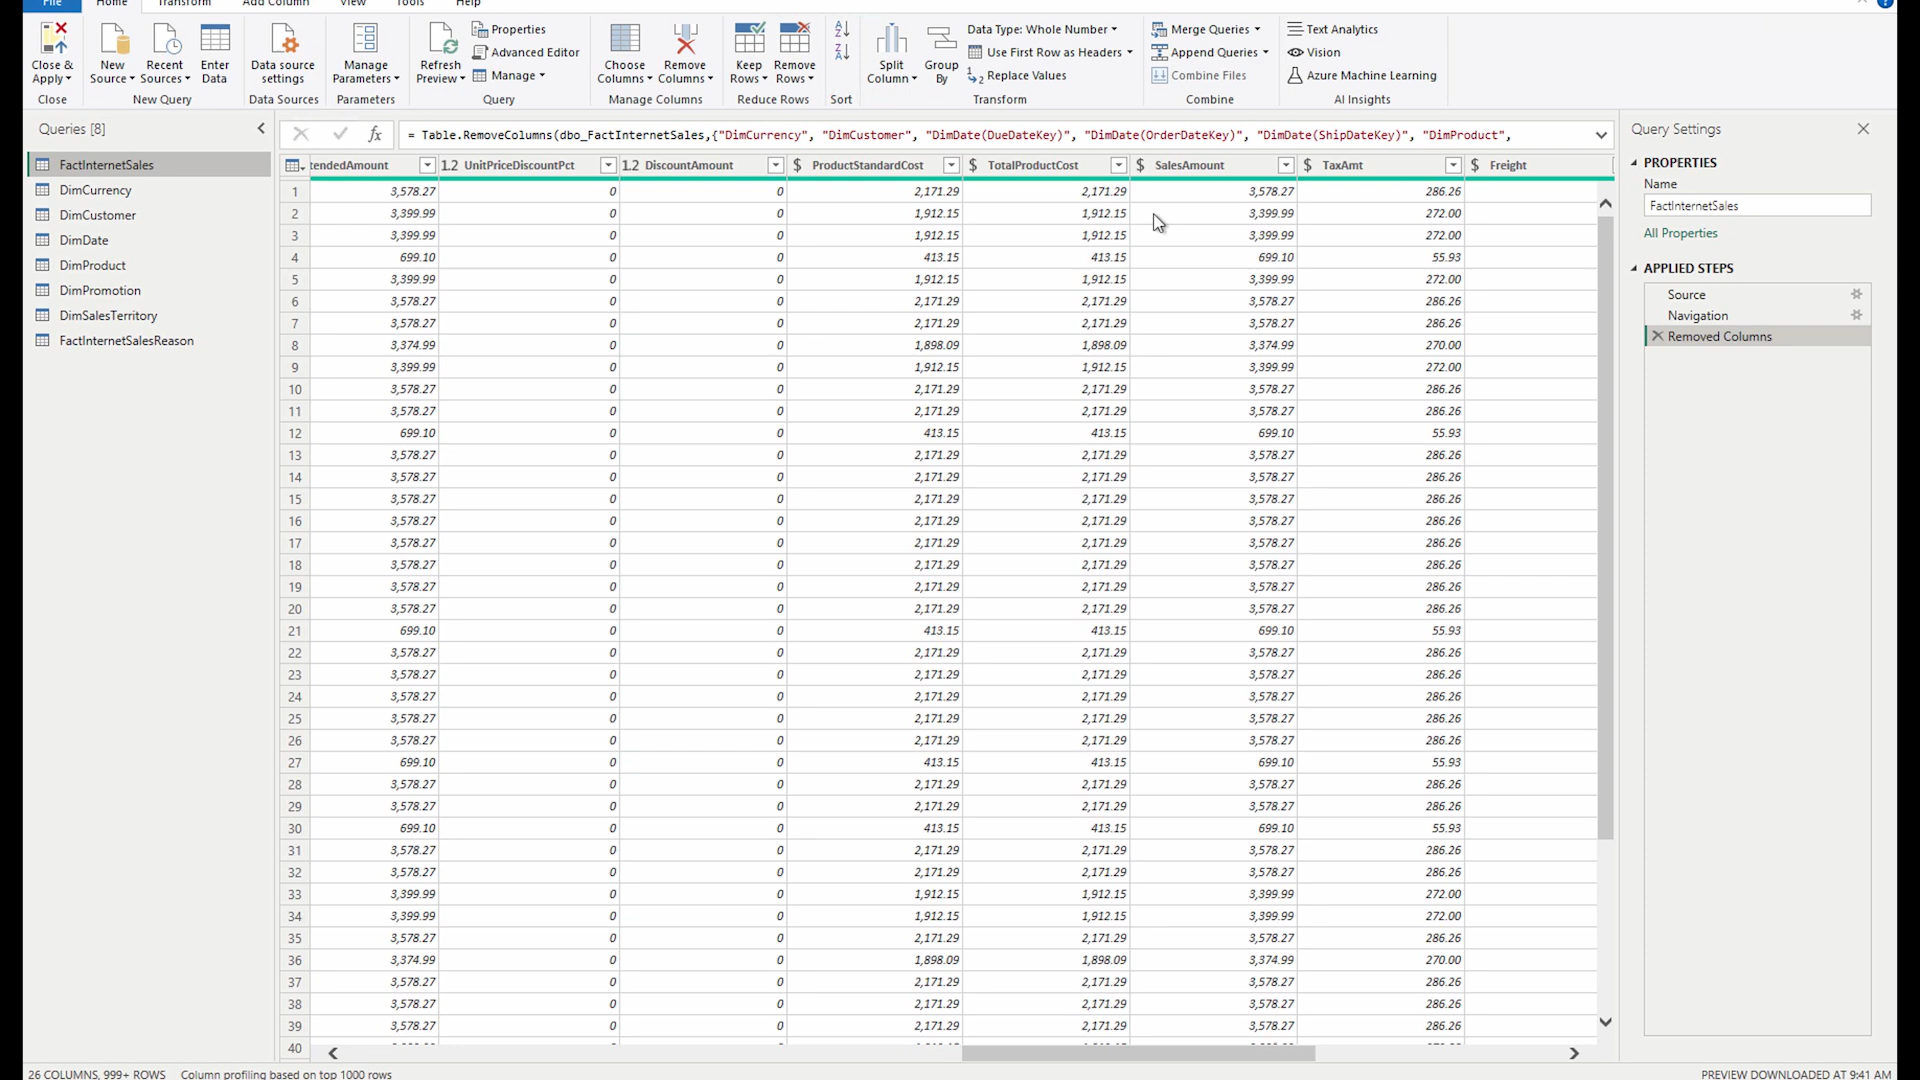 File Home Transform Add Column View Tools Help
Close & Apply New Source Recent Sources Enter Data Data source settings Manage Parameters Refresh Preview Properties Advanced Editor Manage Choose Columns Remove Columns Keep Rows Remove Rows Split Column Group By Data Type: Whole Number Use First Row as Headers Replace Values Merge Queries Append Queries Combine Files Text Analytics Vision Azure Machine Learning
Close New Query Data Sources Parameters Query Manage Columns Reduce Rows Sort Transform Combine AI Insights
Queries [8]
FactInternetSales
DimCurrency
DimCustomer
DimDate
DimProduct
DimPromotion
DimSalesTerritory
FactInternetSalesReason
fx = Table.RemoveColumns(dbo_FactInternetSales,{"DimCurrency", "DimCustomer", "DimDate(DueDateKey)", "DimDate(OrderDateKey)", "DimDate(ShipDateKey)", "DimProduct",
tendedAmount 1.2 UnitPriceDiscountPct 1.2 DiscountAmount $ ProductStandardCost $ TotalProductCost $ SalesAmount $ TaxAmt $ Freight
1 3,578.27 0 0 2,171.29 2,171.29 3,578.27 286.26
2 3,399.99 0 0 1,912.15 1,912.15 3,399.99 272.00
3 3,399.99 0 0 1,912.15 1,912.15 3,399.99 272.00
4 699.10 0 0 413.15 413.15 699.10 55.93
5 3,399.99 0 0 1,912.15 1,912.15 3,399.99 272.00
6 3,578.27 0 0 2,171.29 2,171.29 3,578.27 286.26
7 3,578.27 0 0 2,171.29 2,171.29 3,578.27 286.26
8 3,374.99 0 0 1,898.09 1,898.09 3,374.99 270.00
9 3,399.99 0 0 1,912.15 1,912.15 3,399.99 272.00
10 3,578.27 0 0 2,171.29 2,171.29 3,578.27 286.26
11 3,578.27 0 0 2,171.29 2,171.29 3,578.27 286.26
12 699.10 0 0 413.15 413.15 699.10 55.93
13 3,578.27 0 0 2,171.29 2,171.29 3,578.27 286.26
14 3,578.27 0 0 2,171.29 2,171.29 3,578.27 286.26
15 3,578.27 0 0 2,171.29 2,171.29 3,578.27 286.26
16 3,578.27 0 0 2,171.29 2,171.29 3,578.27 286.26
17 3,578.27 0 0 2,171.29 2,171.29 3,578.27 286.26
18 3,578.27 0 0 2,171.29 2,171.29 3,578.27 286.26
19 3,578.27 0 0 2,171.29 2,171.29 3,578.27 286.26
20 3,578.27 0 0 2,171.29 2,171.29 3,578.27 286.26
21 699.10 0 0 413.15 413.15 699.10 55.93
22 3,578.27 0 0 2,171.29 2,171.29 3,578.27 286.26
23 3,578.27 0 0 2,171.29 2,171.29 3,578.27 286.26
24 3,578.27 0 0 2,171.29 2,171.29 3,578.27 286.26
25 3,578.27 0 0 2,171.29 2,171.29 3,578.27 286.26
26 3,578.27 0 0 2,171.29 2,171.29 3,578.27 286.26
27 699.10 0 0 413.15 413.15 699.10 55.93
28 3,578.27 0 0 2,171.29 2,171.29 3,578.27 286.26
29 3,578.27 0 0 2,171.29 2,171.29 3,578.27 286.26
30 699.10 0 0 413.15 413.15 699.10 55.93
31 3,578.27 0 0 2,171.29 2,171.29 3,578.27 286.26
32 3,578.27 0 0 2,171.29 2,171.29 3,578.27 286.26
33 3,399.99 0 0 1,912.15 1,912.15 3,399.99 272.00
34 3,399.99 0 0 1,912.15 1,912.15 3,399.99 272.00
35 3,578.27 0 0 2,171.29 2,171.29 3,578.27 286.26
36 3,374.99 0 0 1,898.09 1,898.09 3,374.99 270.00
37 3,578.27 0 0 2,171.29 2,171.29 3,578.27 286.26
38 3,578.27 0 0 2,171.29 2,171.29 3,578.27 286.26
39 3,578.27 0 0 2,171.29 2,171.29 3,578.27 286.26
40
Query Settings
PROPERTIES
Name
FactInternetSales
All Properties
APPLIED STEPS
Source
Navigation
Removed Columns
26 COLUMNS, 999+ ROWS Column profiling based on top 1000 rows PREVIEW DOWNLOADED AT 9:41 AM